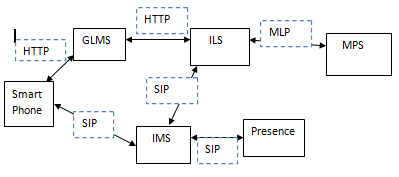 HTTP
GLMS
ILS
MLP
HTTP
MPS
SIP
Smart
Phone
SIP
IMS
SIP
Presence